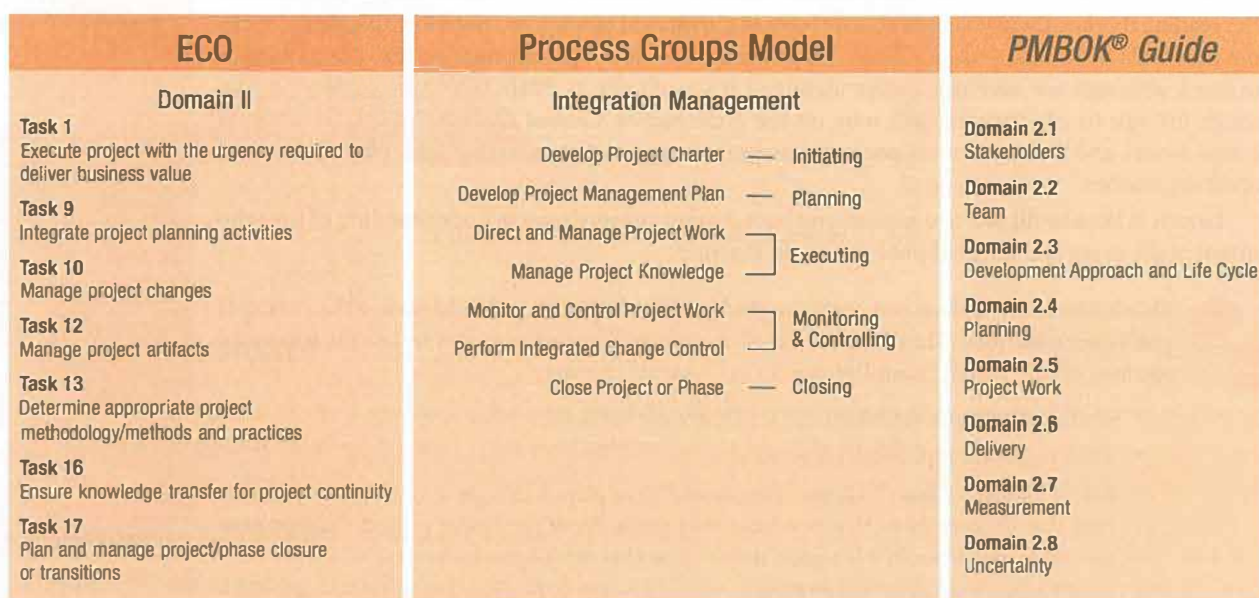 ECO
Domain II
Task 1
Execute project with the urgency required to
deliver business value
Task 9
Integrate project planning activities
Task 10
Manage project changes
Task 12
Manage project artifacts
Task 13
Determine appropriate project
methodology/methods and practices
Task 16
Ensure knowledge transfer for project continuity
Task 17
Plan and manage project/phase closure
or transitions
Process Groups Model
Integration Management
Develop Project Charter — Initiating
Develop Project Management Plan — Planning
Direct and Manage Project Work
Manage Project Knowledge
Executing
Monitor and Control Project Work
Perform Integrated Change Control
Monitoring
& Controlling
Close Project or Phase — Closing
PMBOK® Guide
Domain 2.1
Stakeholders
Domain 2.2
Team
Domain 2.3
Development Approach and Life Cycle
Domain 2.4
Planning
Domain 2.5
Project Work
Domain 2.6
Delivery
Domain 2.7
Measurement
Domain 2.8
Uncertainty